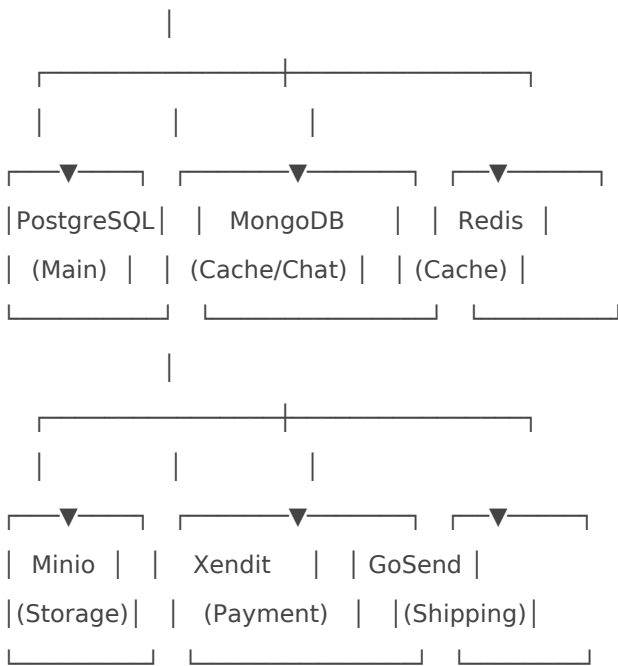 PostgreSQL MongoDB Redis
(Main) (Cache/Chat) (Cache)
Minio Xendit GoSend
(Storage) (Payment) (Shipping)